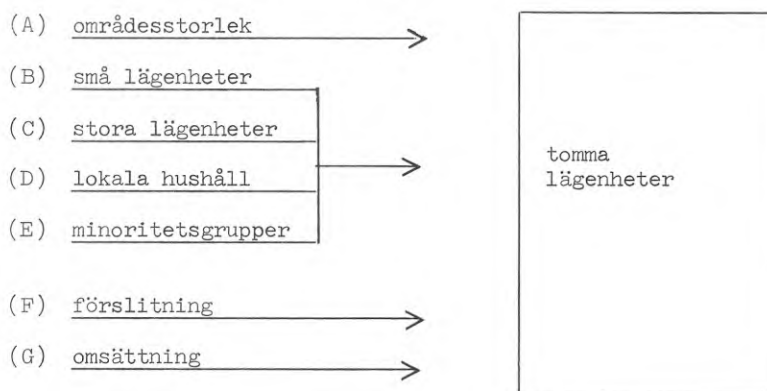 (A) områdesstorlek
(B) små lägenheter
(C) stora lägenheter
(D) lokala hushåll
(E) minoritetsgrupper
(F) förslitning
(G) omsättning
tomma
lägenheter